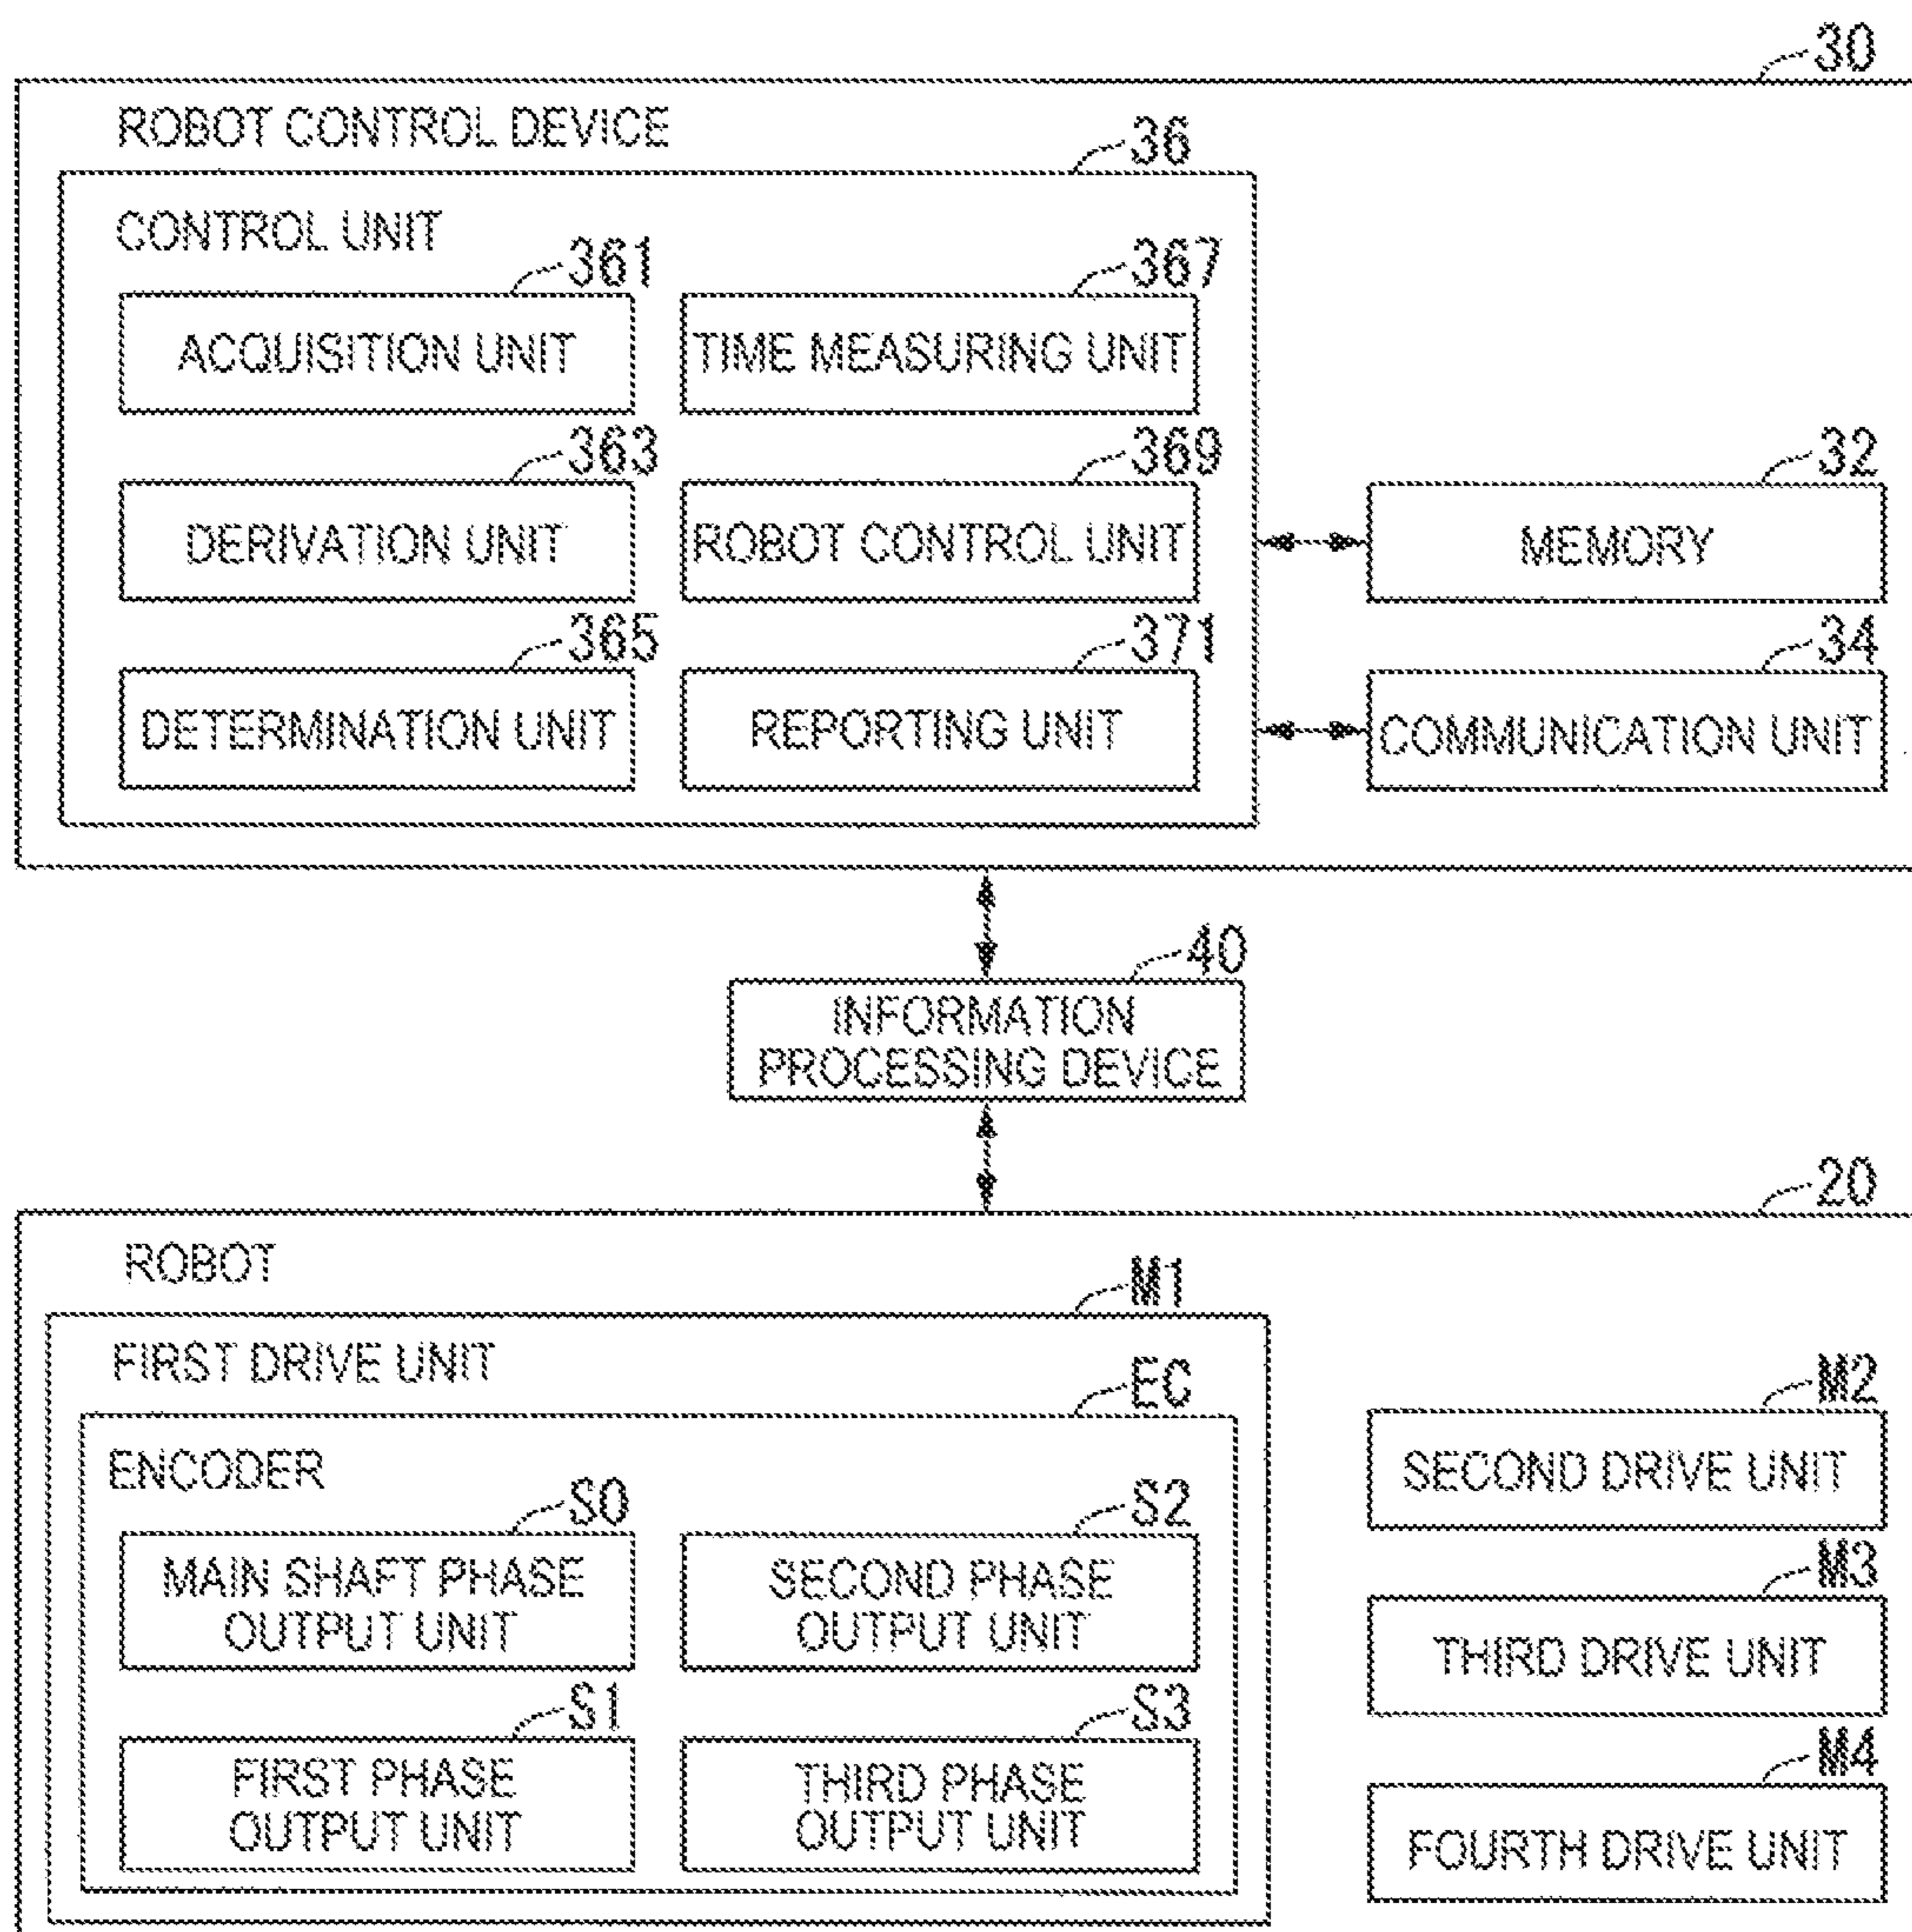 30
ROBOT CONTROL DEVICE
36
CONTROL UNIT
361
367
ACQUISITION UNIT
TIME MEASURING UNIT
363
369
32
DERIVATION UNIT
ROBOT CONTROL UNIT
MEMORY
365
371
34
DETERMINATION UNIT
REPORTING UNIT
COMMUNICATION UNIT
40
INFORMATION
PROCESSING DEVICE
20
ROBOT
M1
FIRST DRIVE UNIT
EC
M2
ENCODER
SECOND DRIVE UNIT
S0
S2
MAIN SHAFT PHASE
OUTPUT UNIT
SECOND PHASE
OUTPUT UNIT
M3
THIRD DRIVE UNIT
S1
S3
FIRST PHASE
OUTPUT UNIT
THIRD PHASE
OUTPUT UNIT
M4
FOURTH DRIVE UNIT